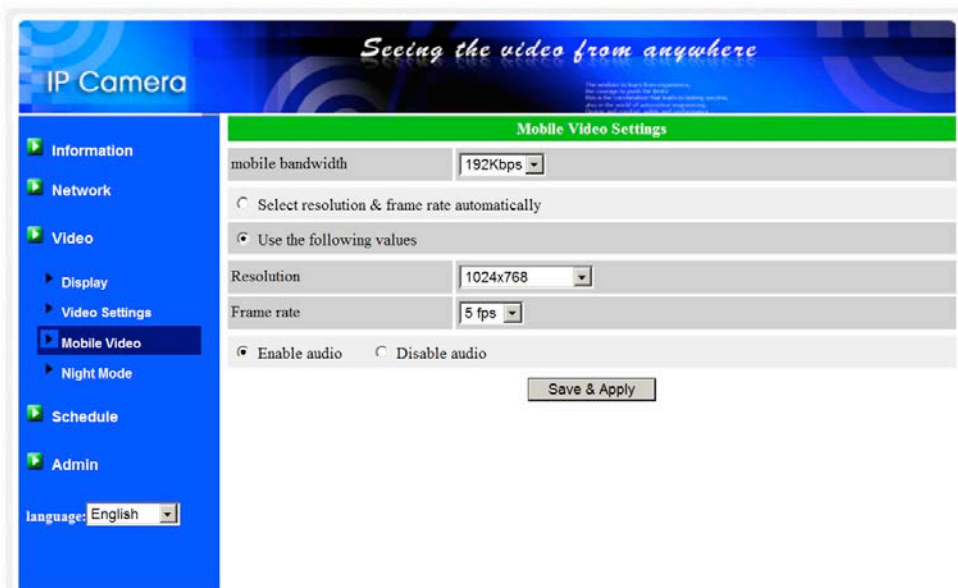 Seeing the video from anywhere
IP Camera
Information
Network
Video
Display
Video Settings
Mobile Video
Night Mode
Schedule
Admin
language: English
Mobile Video Settings
mobile bandwidth 192Kbps
Select resolution & frame rate automatically
Use the following values
Resolution 1024x768
Frame rate 5 fps
Enable audio Disable audio
Save & Apply